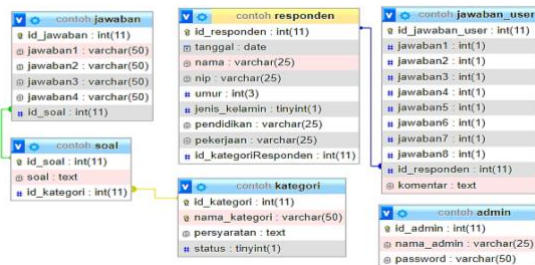 contoh jawaban
id_jawaban : int(11)
jawaban1 : varchar(50)
jawaban2 : varchar(50)
jawaban3 : varchar(50)
jawaban4 : varchar(50)
# id_soal : int(11)
contoh soal
id_soal : int(11)
soal : text
# id_kategori : int(11)
contoh responden
id_responden : int(11)
tanggal : date
nama : varchar(25)
nip : varchar(25)
# umur : int(3)
# jenis_kelamin : tinyint(1)
pendidikan : varchar(25)
pekerjaan : varchar(25)
# id_kategoriResponden : int(11)
contoh kategori
id_kategori : int(11)
nama_kategori : varchar(50)
persyaratan : text
# status : tinyint(1)
contoh jawaban_user
id_jawaban_user : int(11)
# jawaban1 : int(1)
# jawaban2 : int(1)
# jawaban3 : int(1)
# jawaban4 : int(1)
# jawaban5 : int(1)
# jawaban6 : int(1)
# jawaban7 : int(1)
# jawaban8 : int(1)
# id_responden : int(11)
komentar : text
contoh admin
id_admin : int(11)
nama_admin : varchar(25)
password : varchar(50)